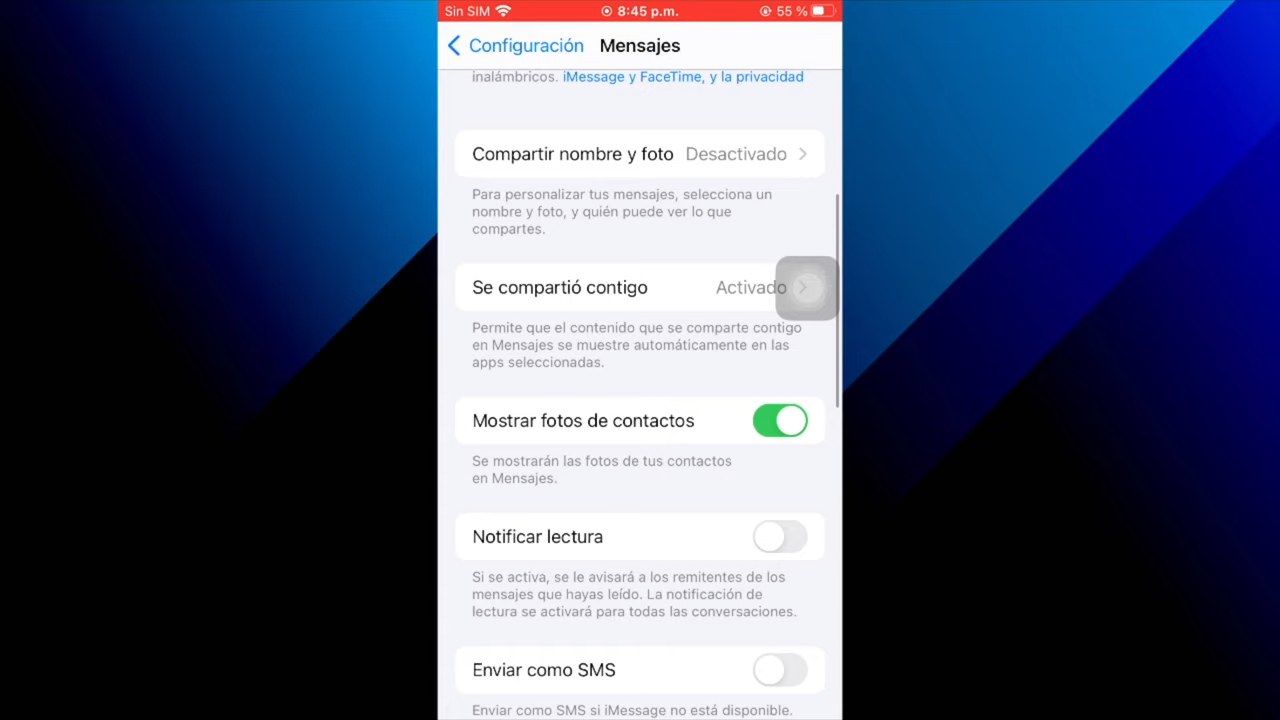 Sin SIM 8:45 p.m. 55 %
Configuración Mensajes
inalámbricos. iMessage y FaceTime, y la privacidad
Compartir nombre y foto Desactivado
Para personalizar tus mensajes, selecciona un
nombre y foto, y quién puede ver lo que
compartes.
Se compartió contigo Activado
Permite que el contenido que se comparte contigo
en Mensajes se muestre automáticamente en las
apps seleccionadas.
Mostrar fotos de contactos
Se mostrarán las fotos de tus contactos
en Mensajes.
Notificar lectura
Si se activa, se le avisará a los remitentes de los
mensajes que hayas leído. La notificación de
lectura se activará para todas las conversaciones.
Enviar como SMS
Enviar como SMS si iMessage no está disponible.